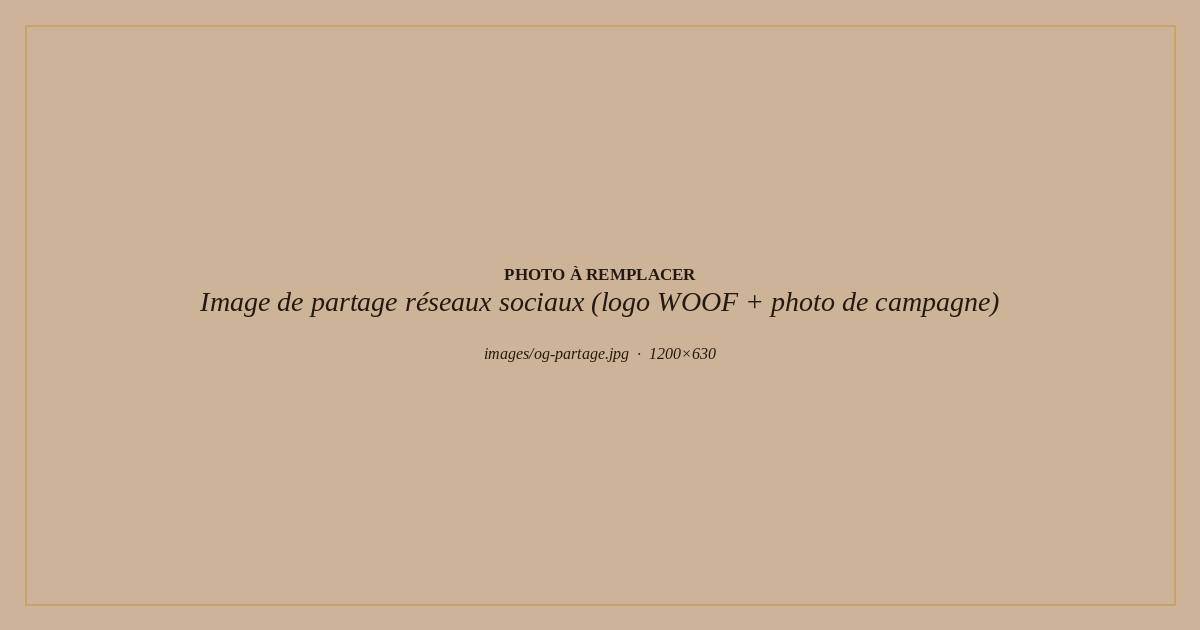 PHOTO À REMPLACER
Image de partage réseaux sociaux (logo WOOF + photo de campagne)
images/og-partage.jpg · 1200×630